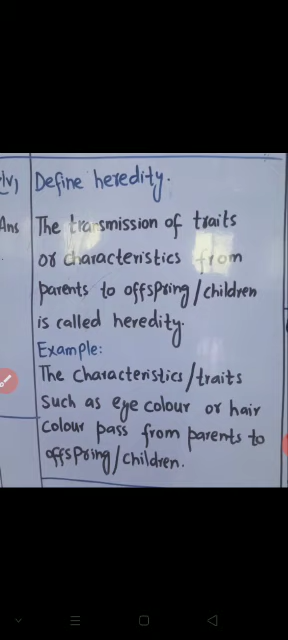 iv) Define heredity.
Ans The transmission of traits
or characteristics from
parents to offspring/children
is called heredity.
Example:
The characteristics/traits
such as eye colour or hair
colour pass from parents to
offspring/children.